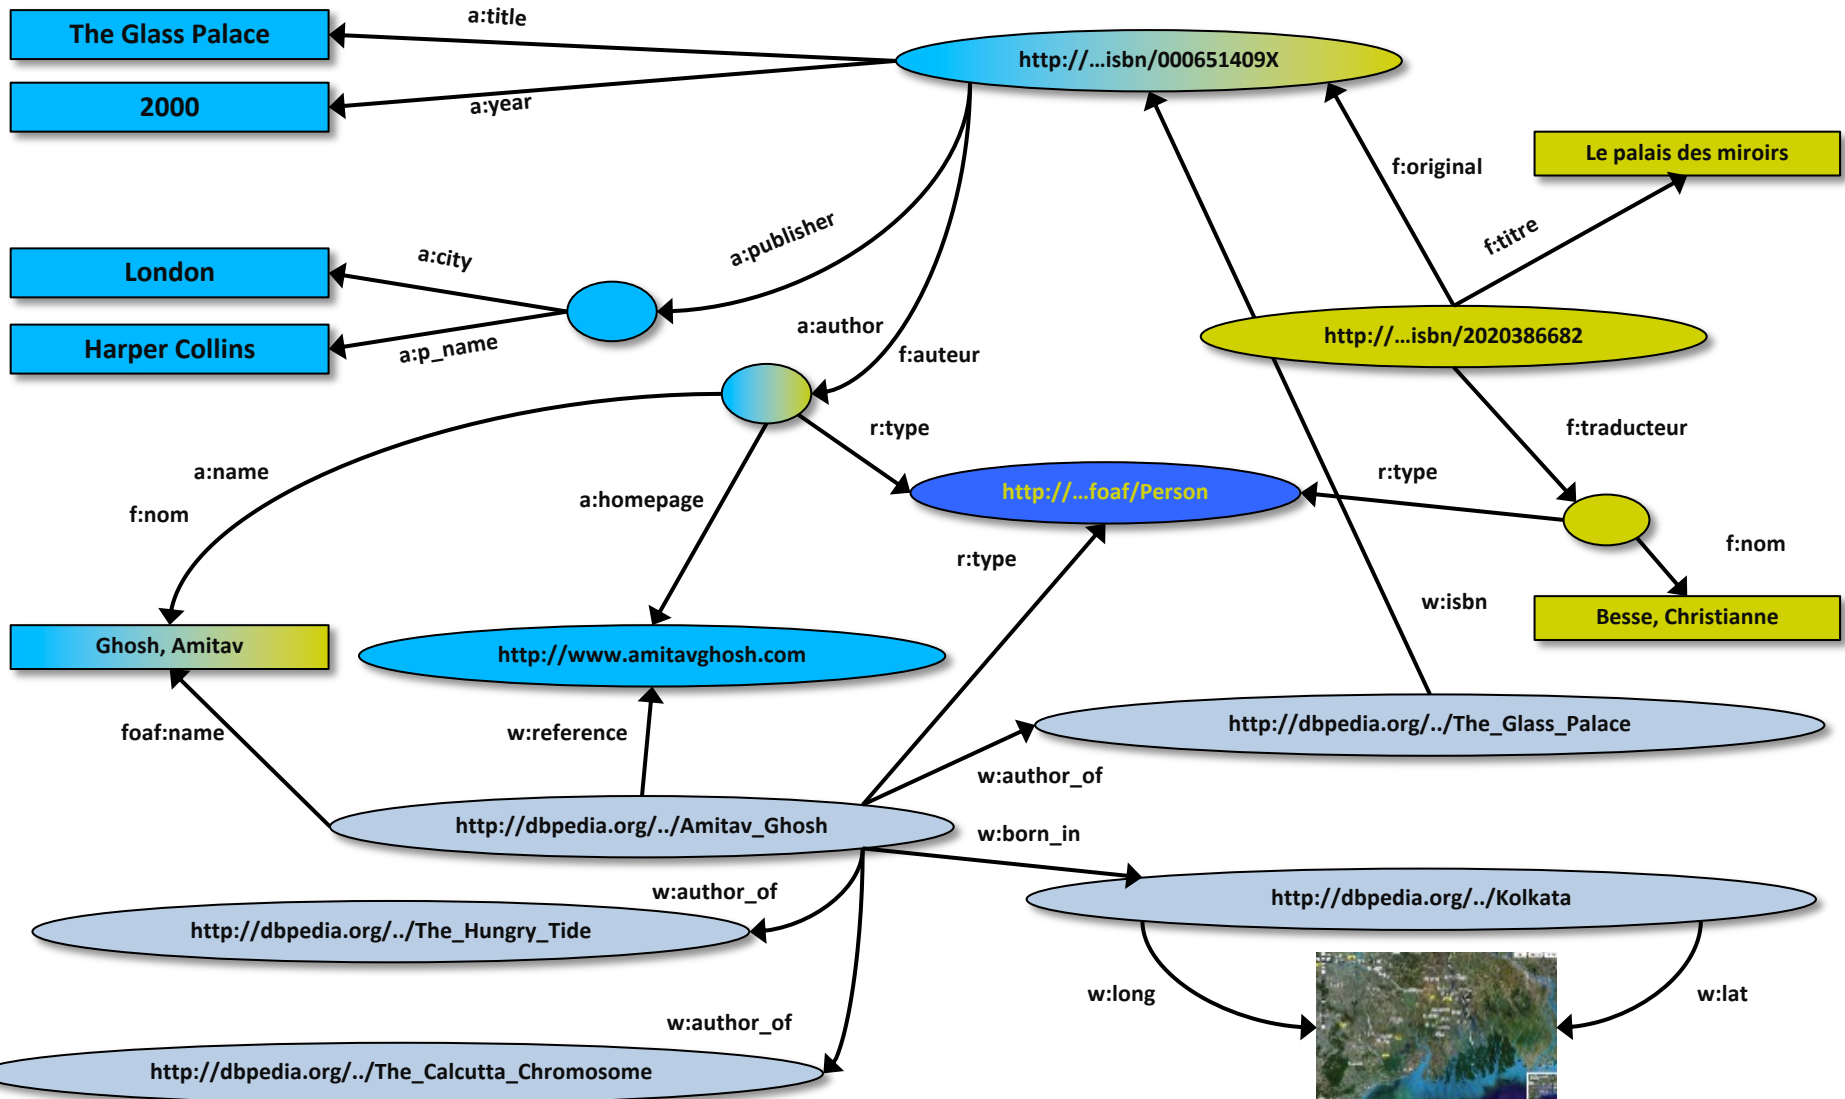 a:title
The Glass Palace
http://...isbn/000651409X
2000
a:year
Le palais des miroirs
f:original
f:titre
a:publisher
a:city
London
a:author
http://...isbn/2020386682
Harper Collins
a:p_name
f:auteur
r:type
f:traducteur
a:name
r:type
a:homepage
http://...foaf/Person
f:nom
f:nom
r:type
w:isbn
Besse, Christianne
Ghosh, Amitav
http://www.amitavghosh.com
foaf:name
w:reference
http://dbpedia.org/../The_Glass_Palace
w:author_of
http://dbpedia.org/../Amitav_Ghosh
w:born_in
w:author_of
http://dbpedia.org/../Kolkata
http://dbpedia.org/../The_Hungry_Tide
w:long
w:lat
w:author_of
http://dbpedia.org/../The_Calcutta_Chromosome